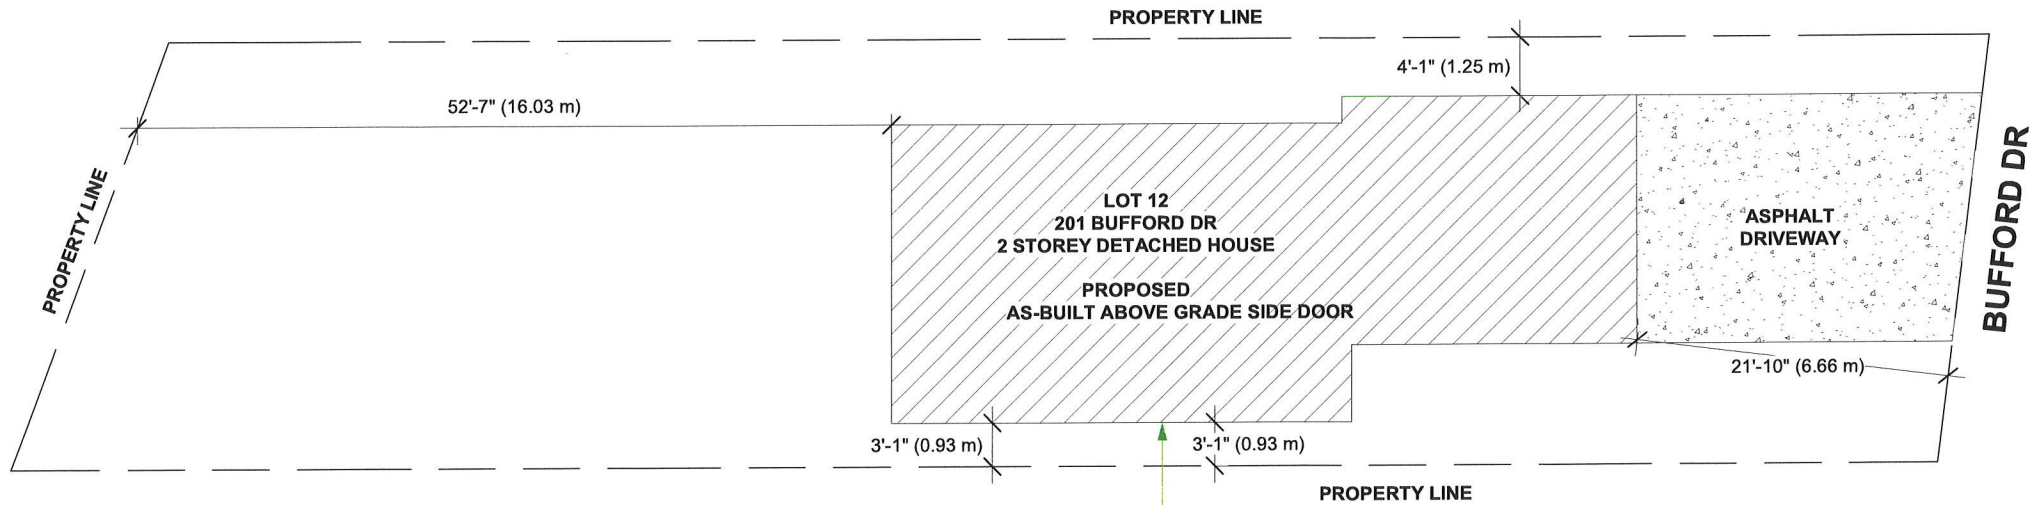 PROPERTY LINE
4'-1" (1.25 m)
52'-7" (16.03 m)
PROPERTY LINE
LOT 12
201 BUFFORD DR
2 STOREY DETACHED HOUSE
PROPOSED
AS-BUILT ABOVE GRADE SIDE DOOR
ASPHALT
DRIVEWAY
BUFFORD DR
21'-10" (6.66 m)
3'-1" (0.93 m)
3'-1" (0.93 m)
PROPERTY LINE